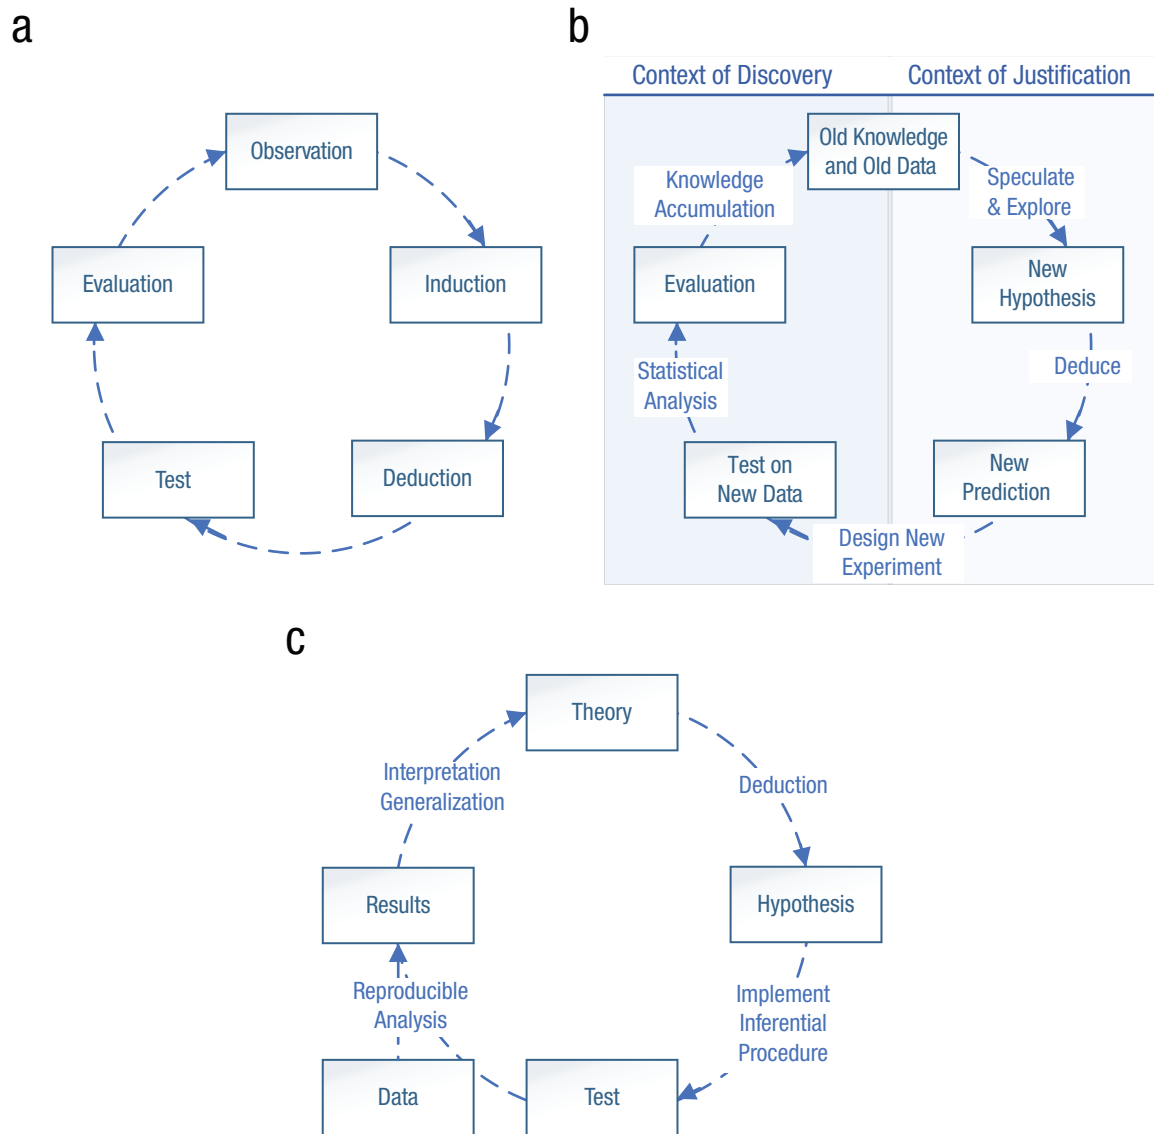 a
Observation
Evaluation
Induction
Test
Deduction
b
Context of Discovery
Context of Justification
Old Knowledge
and Old Data
Knowledge
Accumulation
Speculate
& Explore
Evaluation
New
Hypothesis
Statistical
Analysis
Deduce
Test on
New Data
New
Prediction
Design New
Experiment
c
Theory
Interpretation
Generalization
Deduction
Results
Hypothesis
Reproducible
Analysis
Implement
Inferential
Procedure
Data
Test